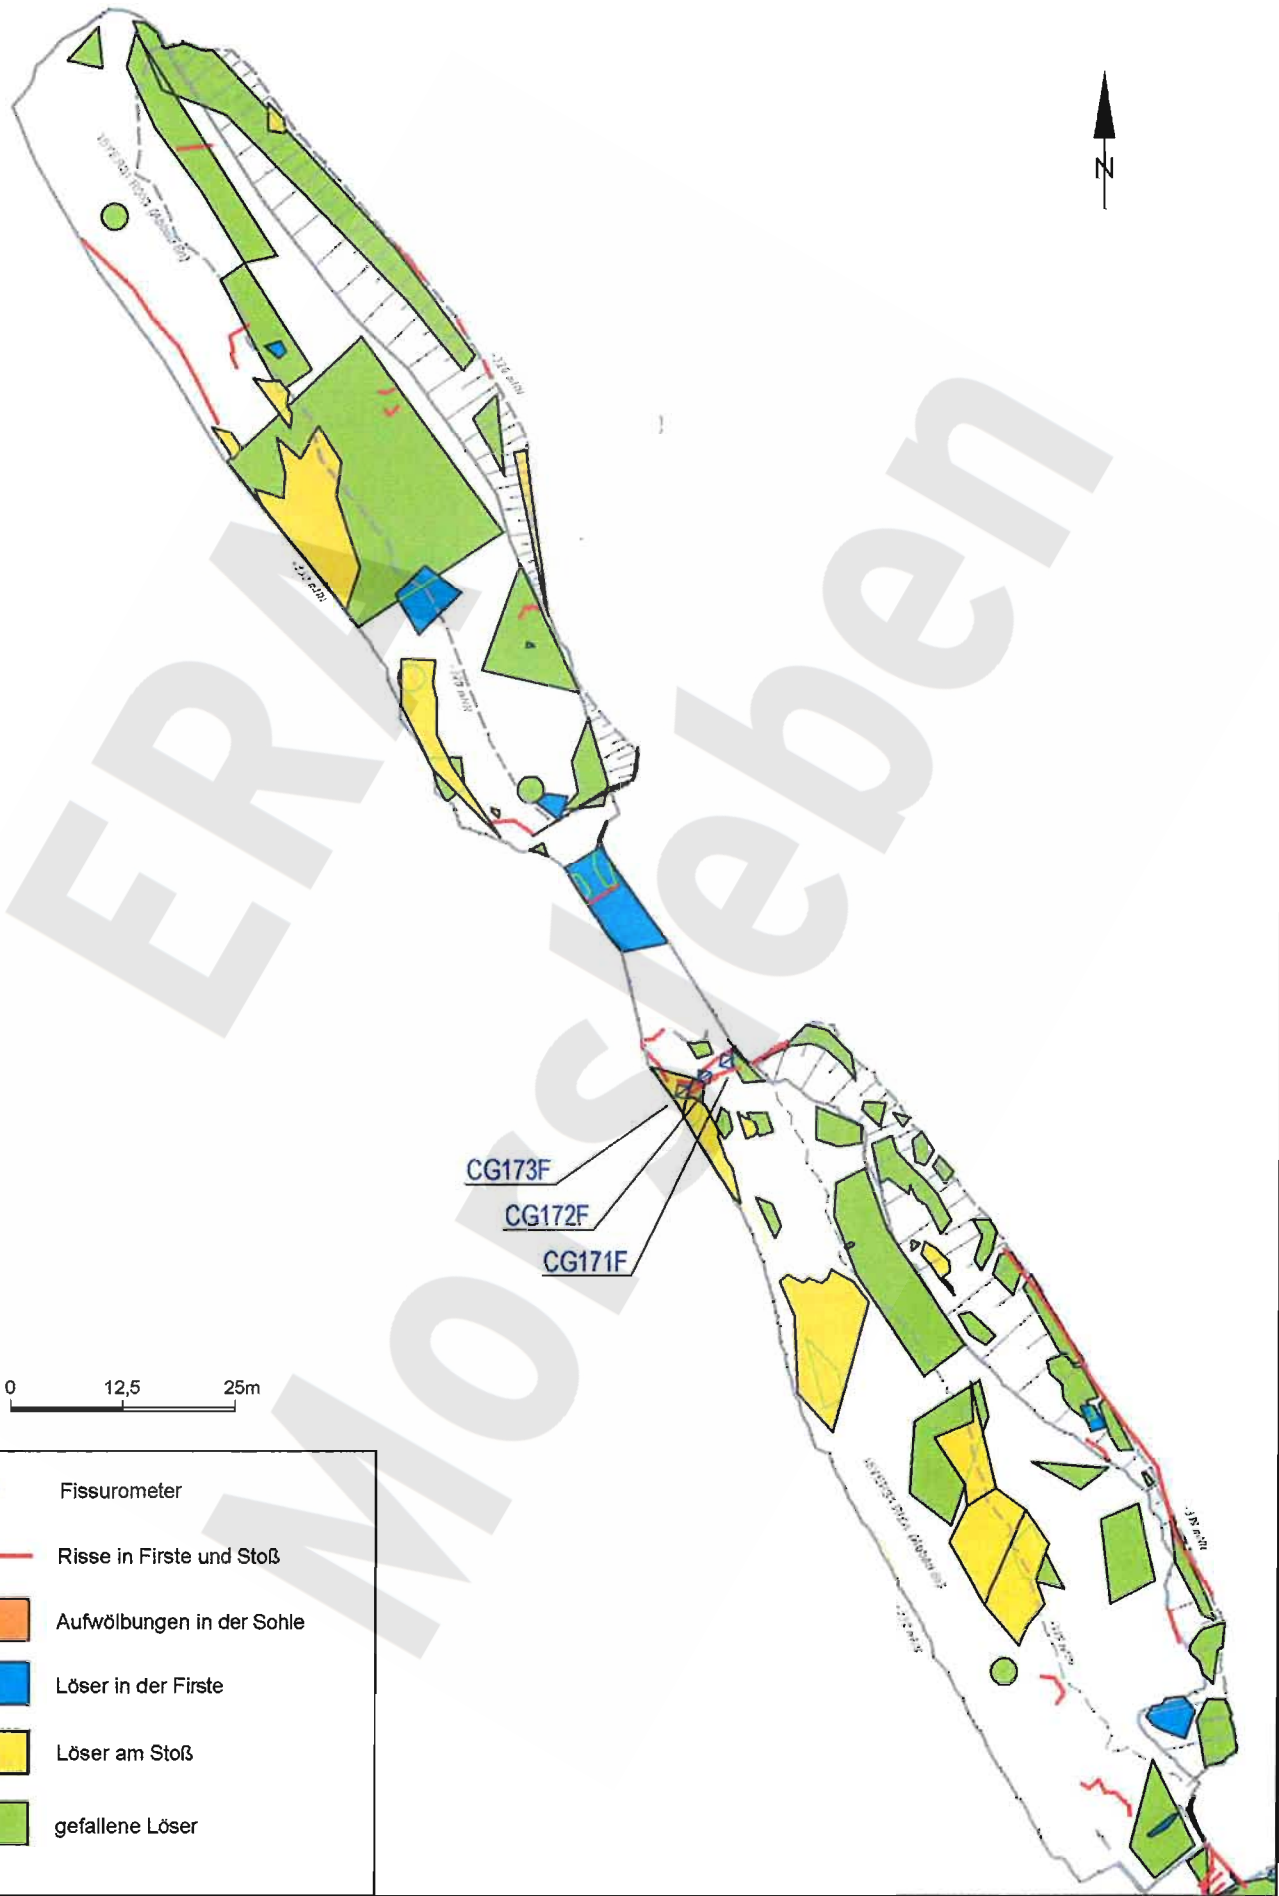 N
CG173F
CG172F
CG171F
0 12,5 25m
Fissurometer
Risse in Firste und Stoß
Aufwölbungen in der Sohle
Löser in der Firste
Löser am Stoß
gefallene Löser
ERA Morsleben